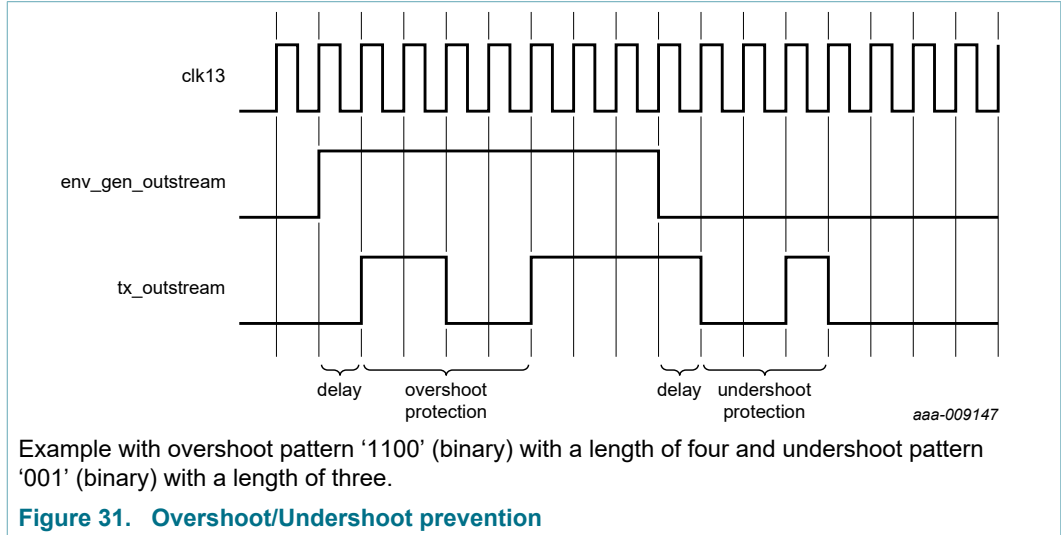 clk13
env_gen_outstream
tx_outstream
delay
overshoot
protection
delay
undershoot
protection
aaa-009147
Example with overshoot pattern ‘1100’ (binary) with a length of four and undershoot pattern
‘001’ (binary) with a length of three.
Figure 31. Overshoot/Undershoot prevention